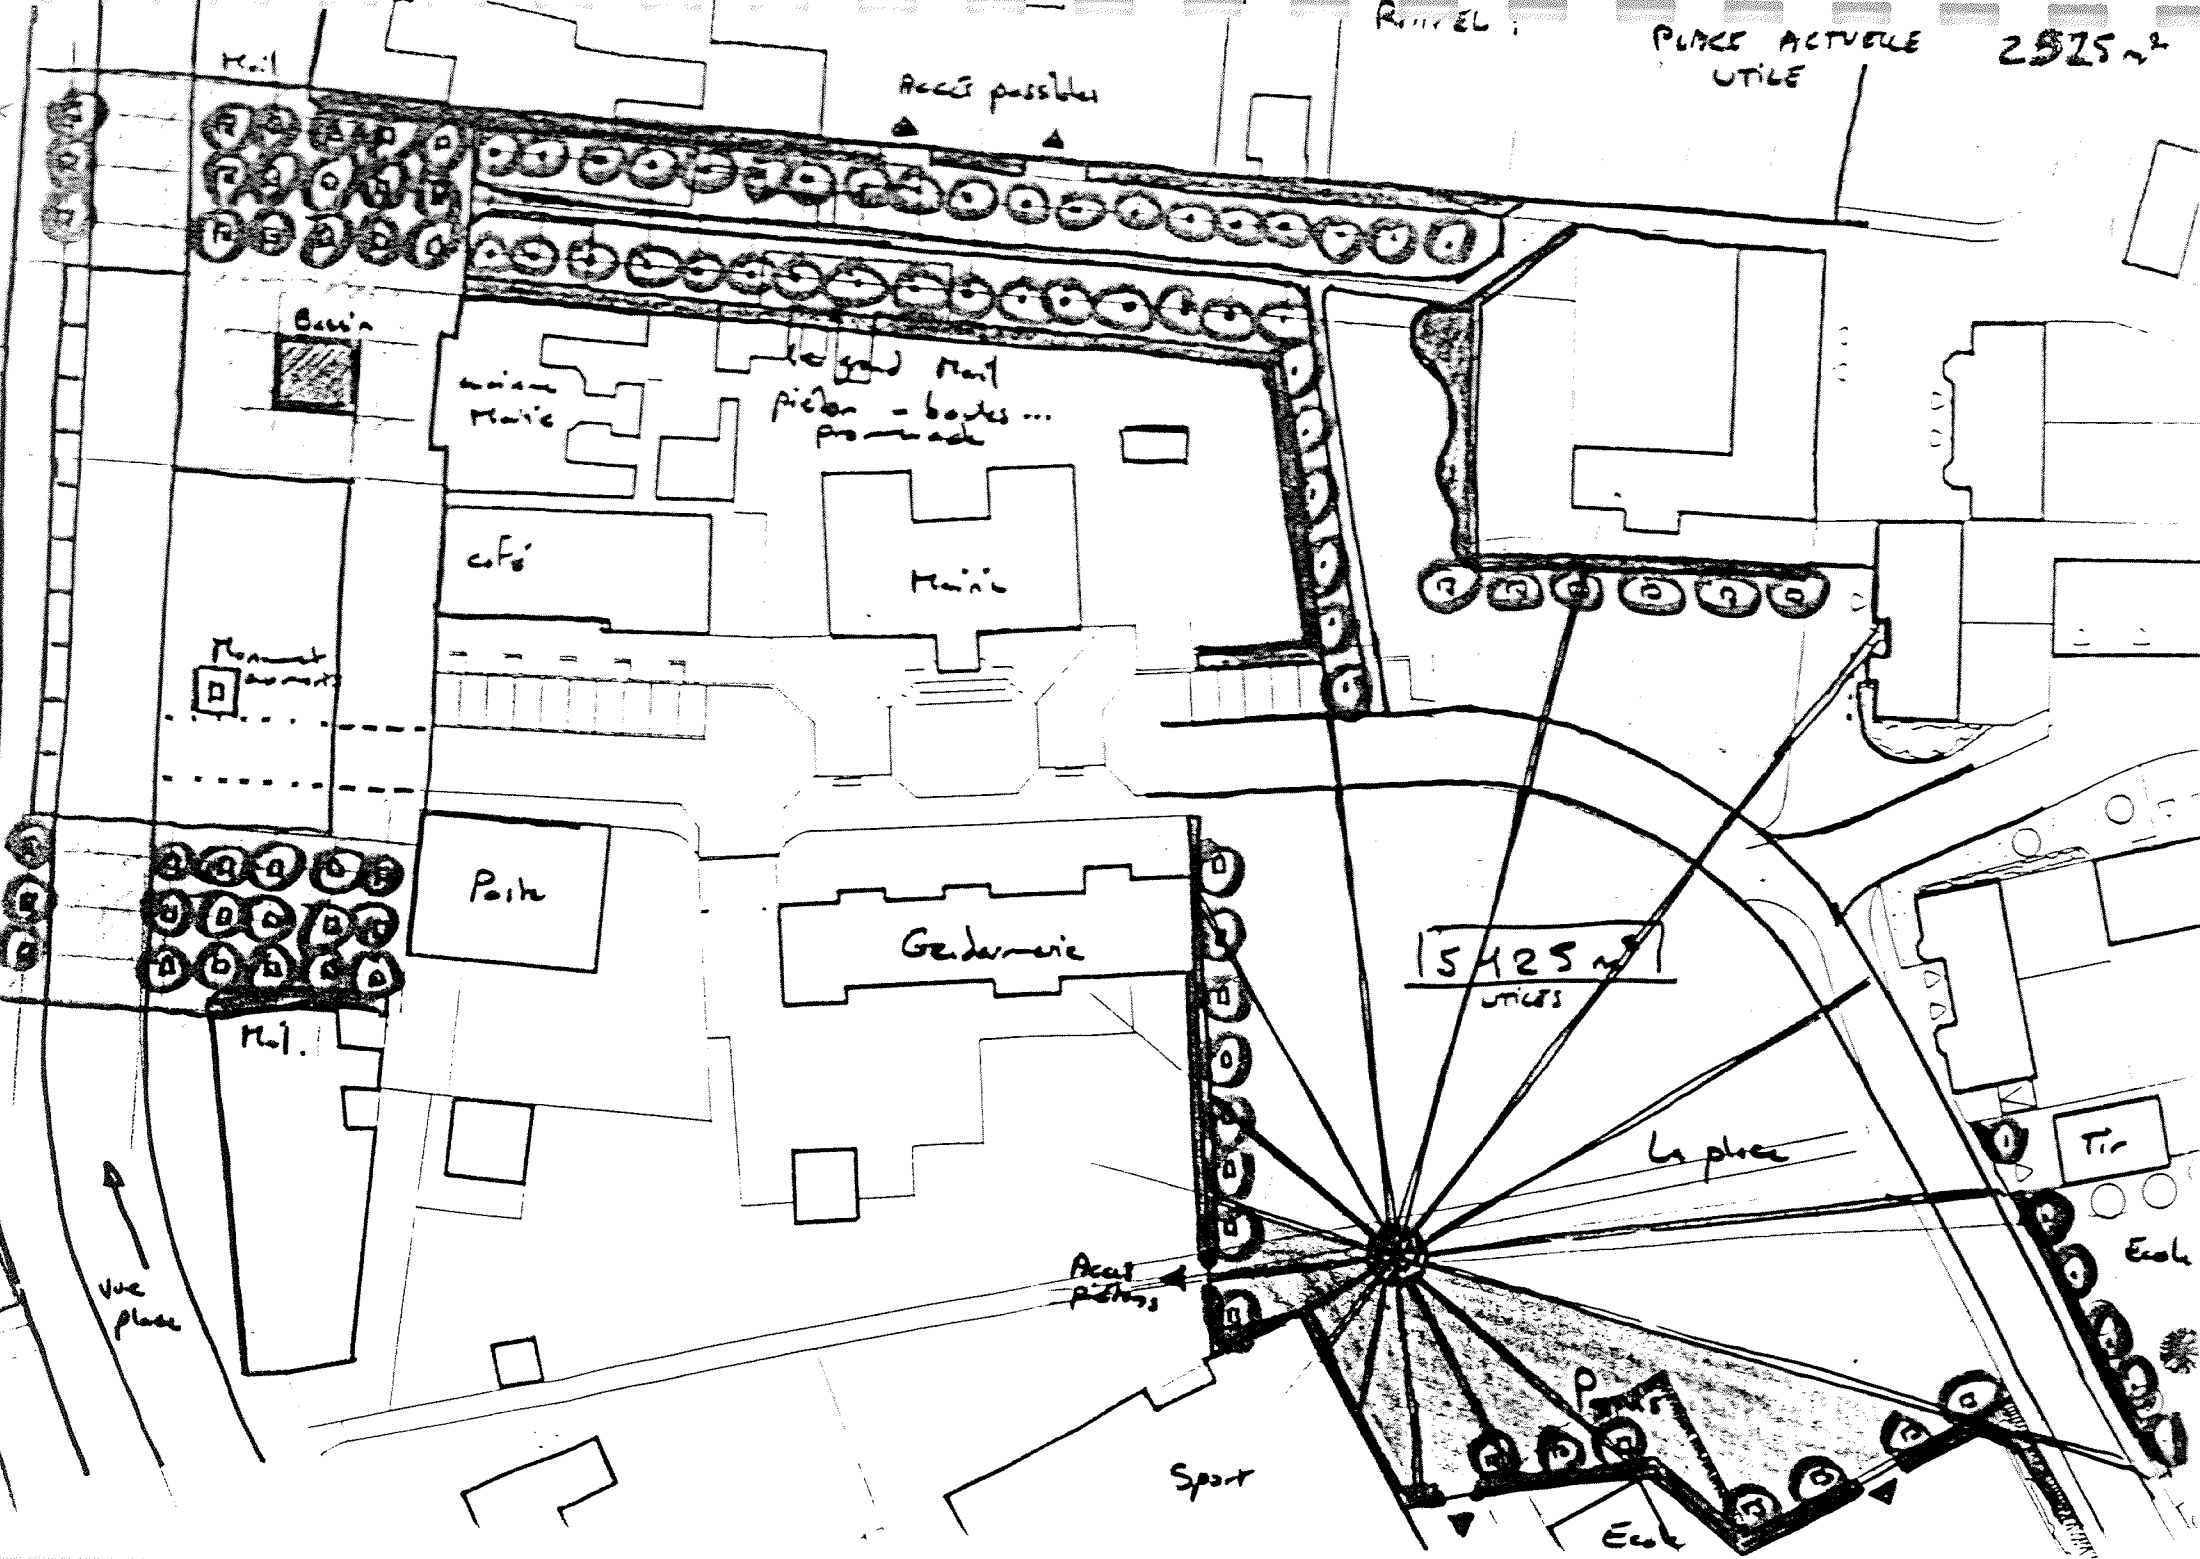 PLACE ACTUELLE 2525 m²
UTILE
Mail
Accès possibles
Bassin
ancienne
Mairie
Le grand Mail
piéton - boules ...
promenade
café
Mairie
Monument
aux morts
Poste
Gendarmerie
5425 m²
UTILES
Mail.
La place
Tir
Ecole
Accès
piétons
vue
place
Sport
Ecole